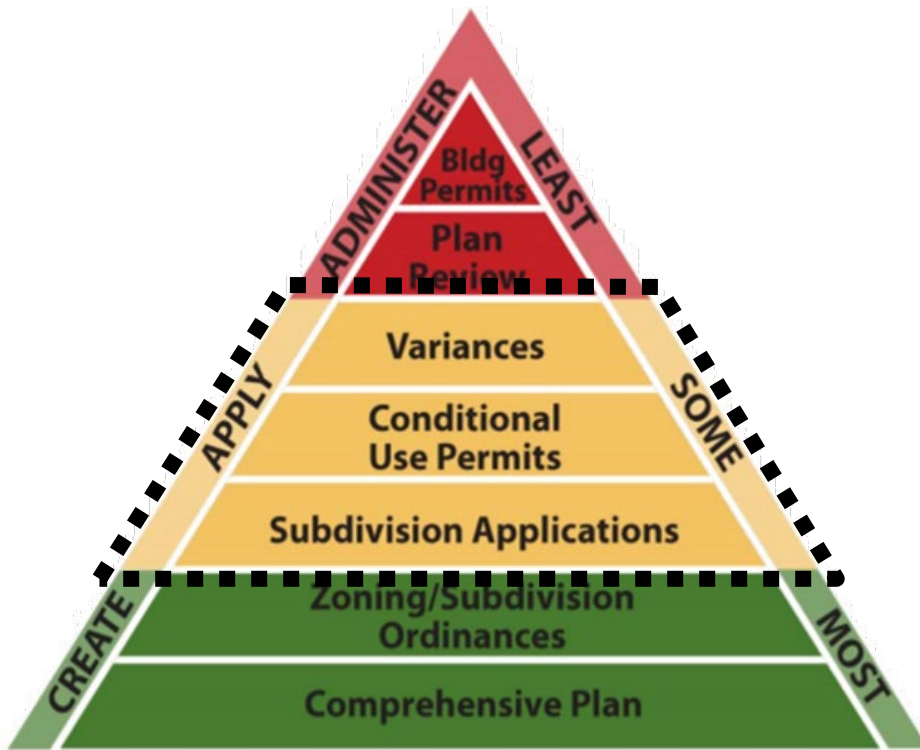 ADMINISTER
LEAST
Bldg
Permits
Plan
Review
APPLY
SOME
Variances
Conditional
Use Permits
Subdivision Applications
CREATE
MOST
Zoning/Subdivision
Ordinances
Comprehensive Plan